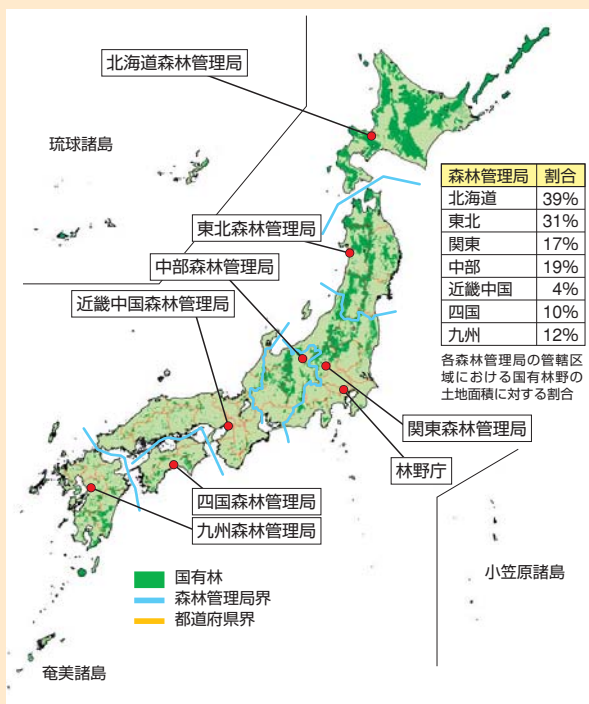 北海道森林管理局
琉球諸島
東北森林管理局
中部森林管理局
近畿中国森林管理局
森林管理局 割合
北海道 39%
東北 31%
関東 17%
中部 19%
近畿中国 4%
四国 10%
九州 12%
各森林管理局の管轄区
域における国有林野の
土地面積に対する割合
関東森林管理局
林野庁
四国森林管理局
九州森林管理局
国有林
森林管理局界
都道府県界
小笠原諸島
奄美諸島